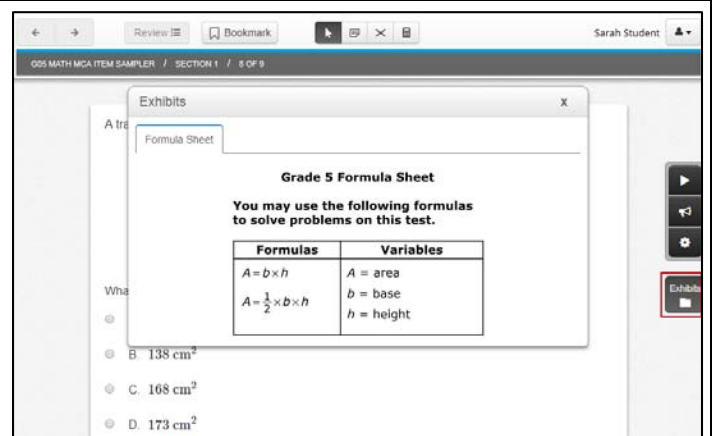 Review Bookmark Sarah Student
G05 MATH MCA ITEM SAMPLER / SECTION 1 / 8 OF 9
Exhibits x
A tra
Formula Sheet
Grade 5 Formula Sheet
You may use the following formulas
to solve problems on this test.
Formulas Variables
A=b×h A = area
A=1/2×b×h b = base
h = height
Wha
Exhibits
B. 138 cm²
C. 168 cm²
D. 173 cm²